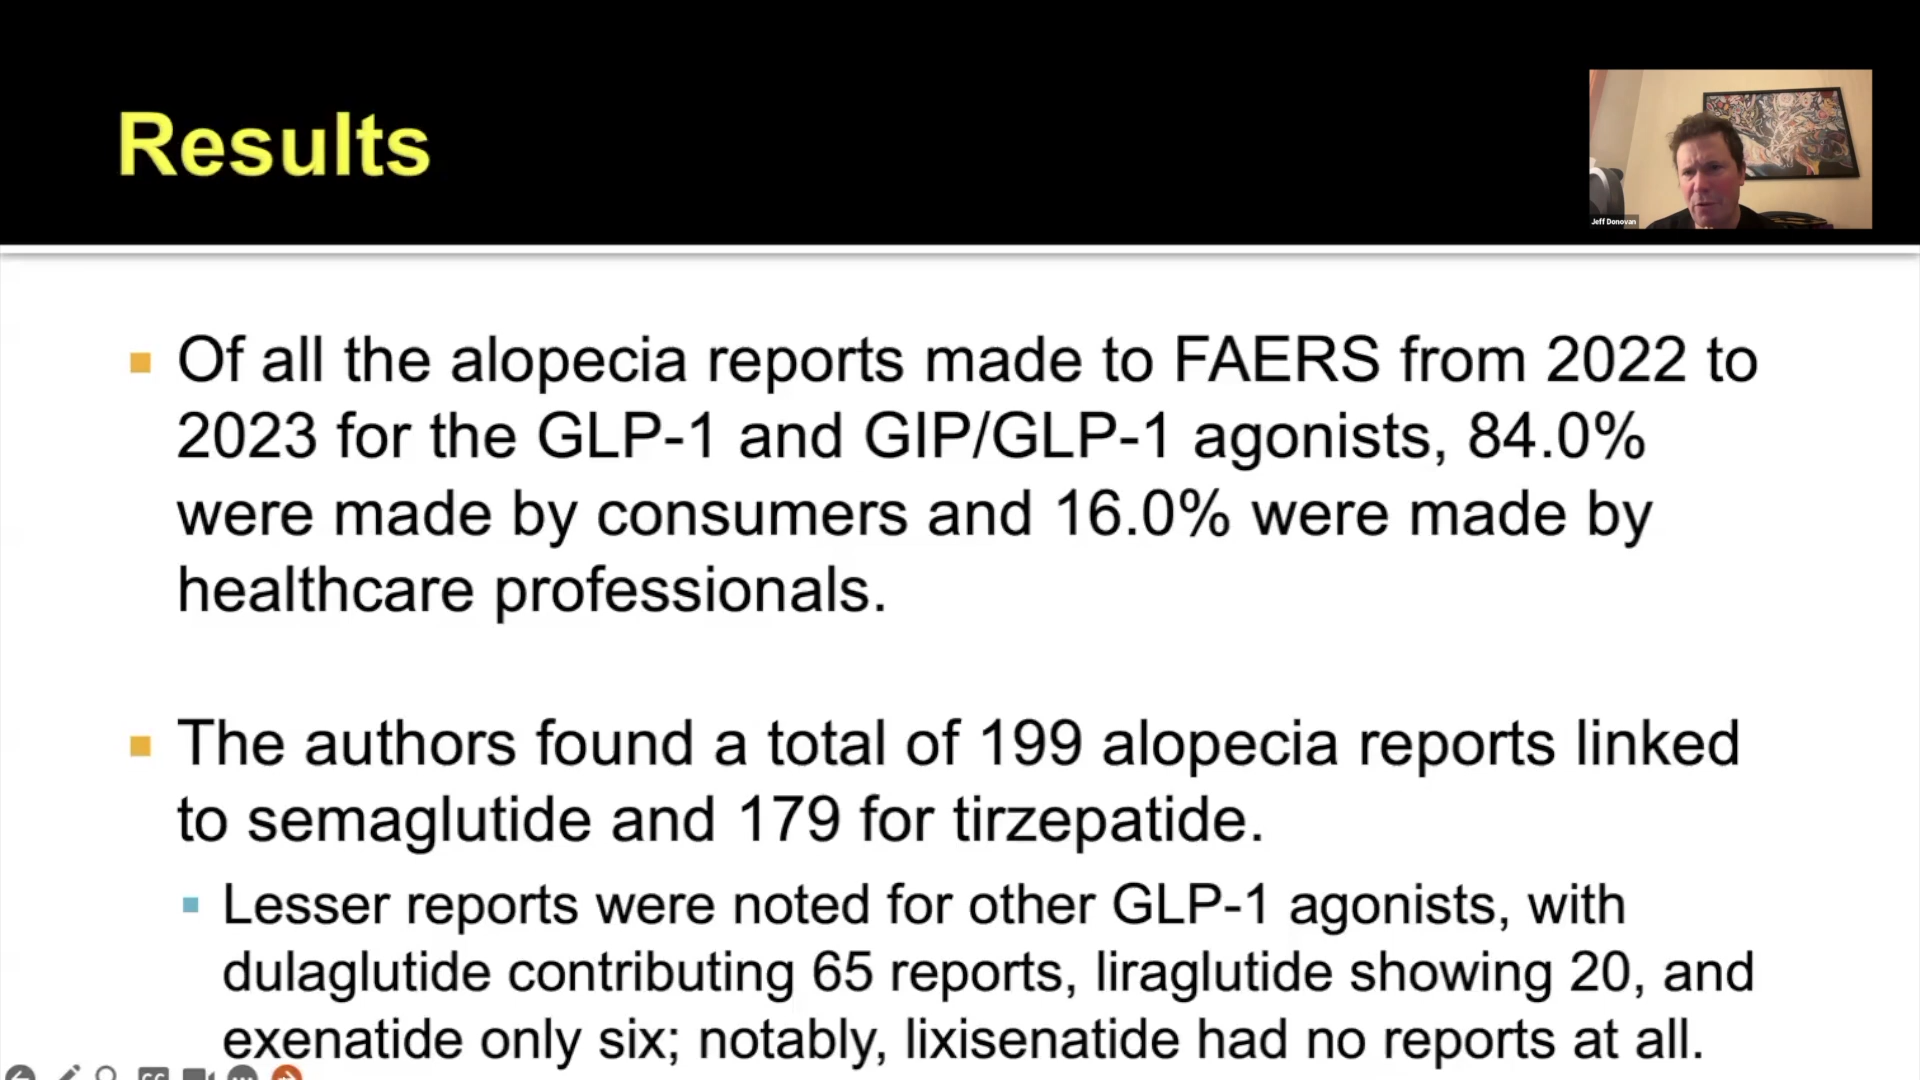 Results
Jeff Donovan
Of all the alopecia reports made to FAERS from 2022 to
2023 for the GLP-1 and GIP/GLP-1 agonists, 84.0%
were made by consumers and 16.0% were made by
healthcare professionals.
The authors found a total of 199 alopecia reports linked
to semaglutide and 179 for tirzepatide.
Lesser reports were noted for other GLP-1 agonists, with
dulaglutide contributing 65 reports, liraglutide showing 20, and
exenatide only six; notably, lixisenatide had no reports at all.
CC